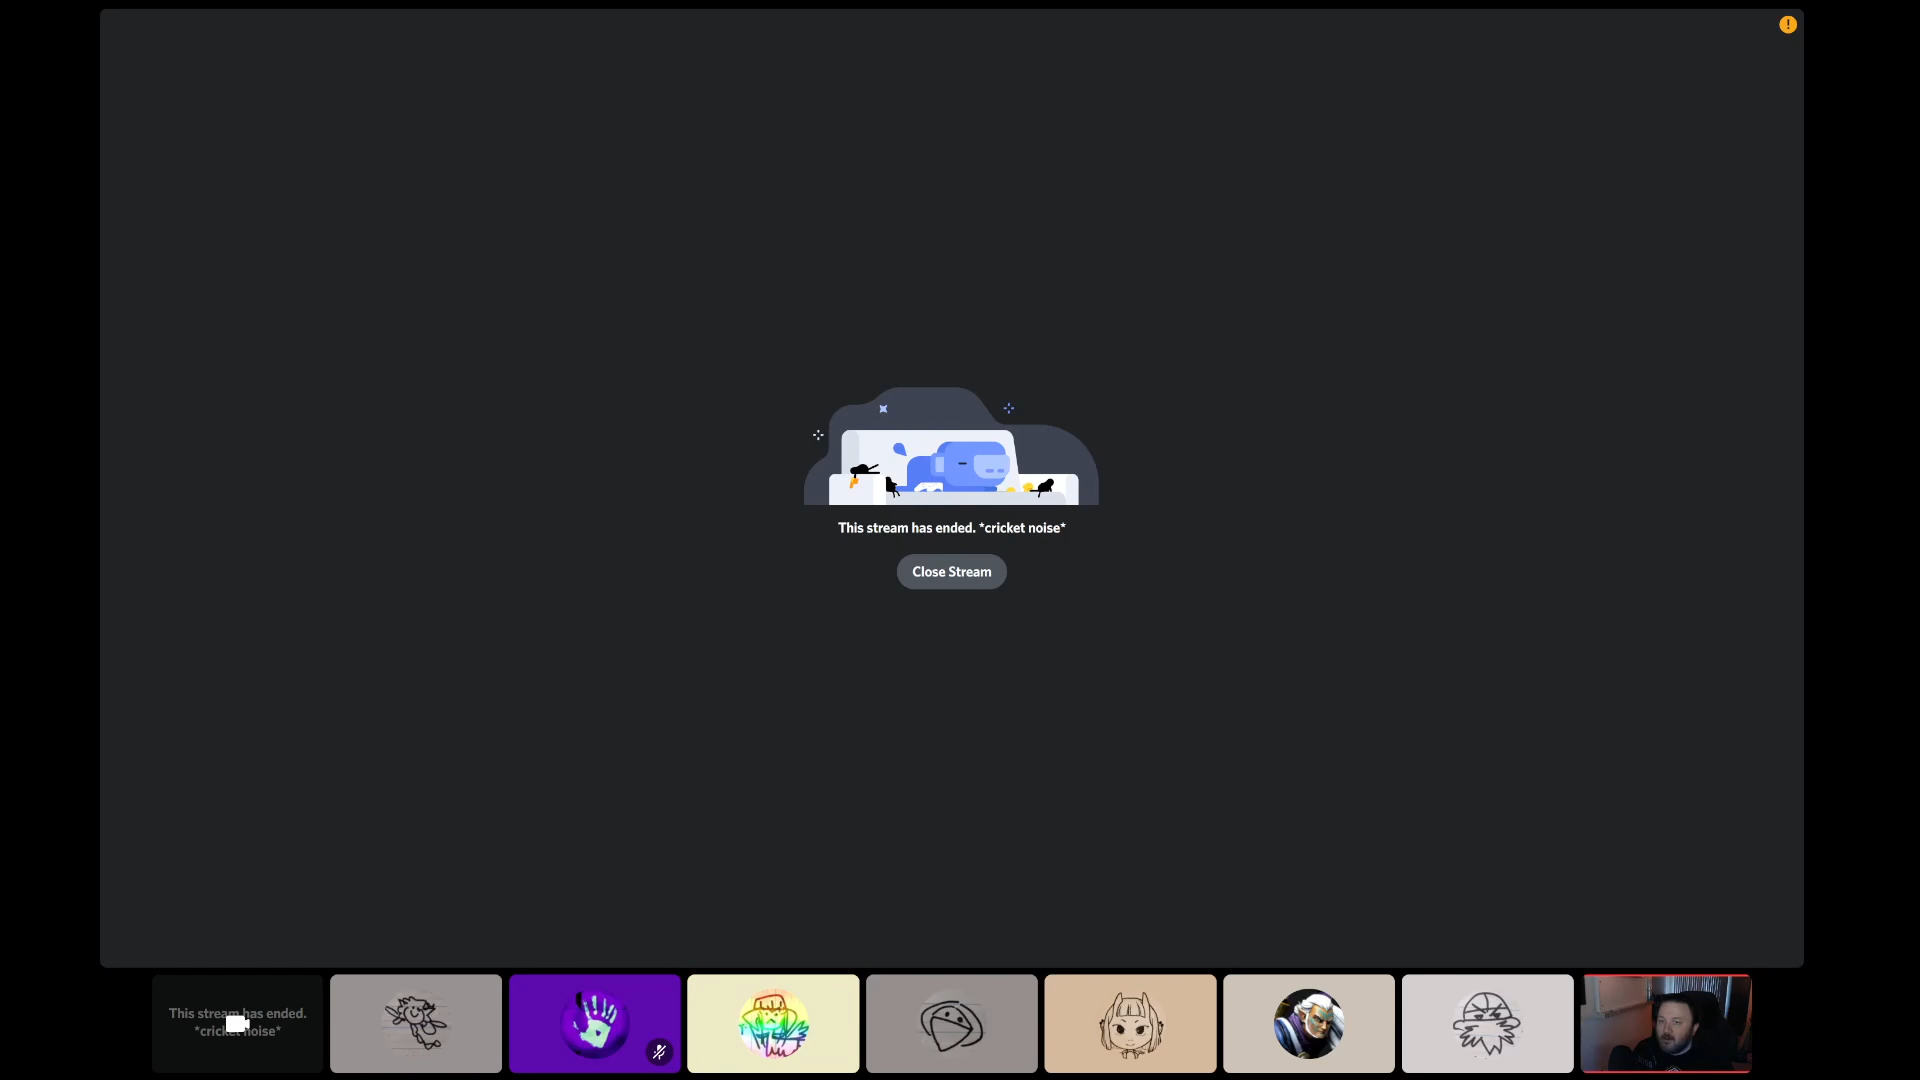 This stream has ended. *cricket noise*
Close Stream
This stream has ended.
*cricket noise*